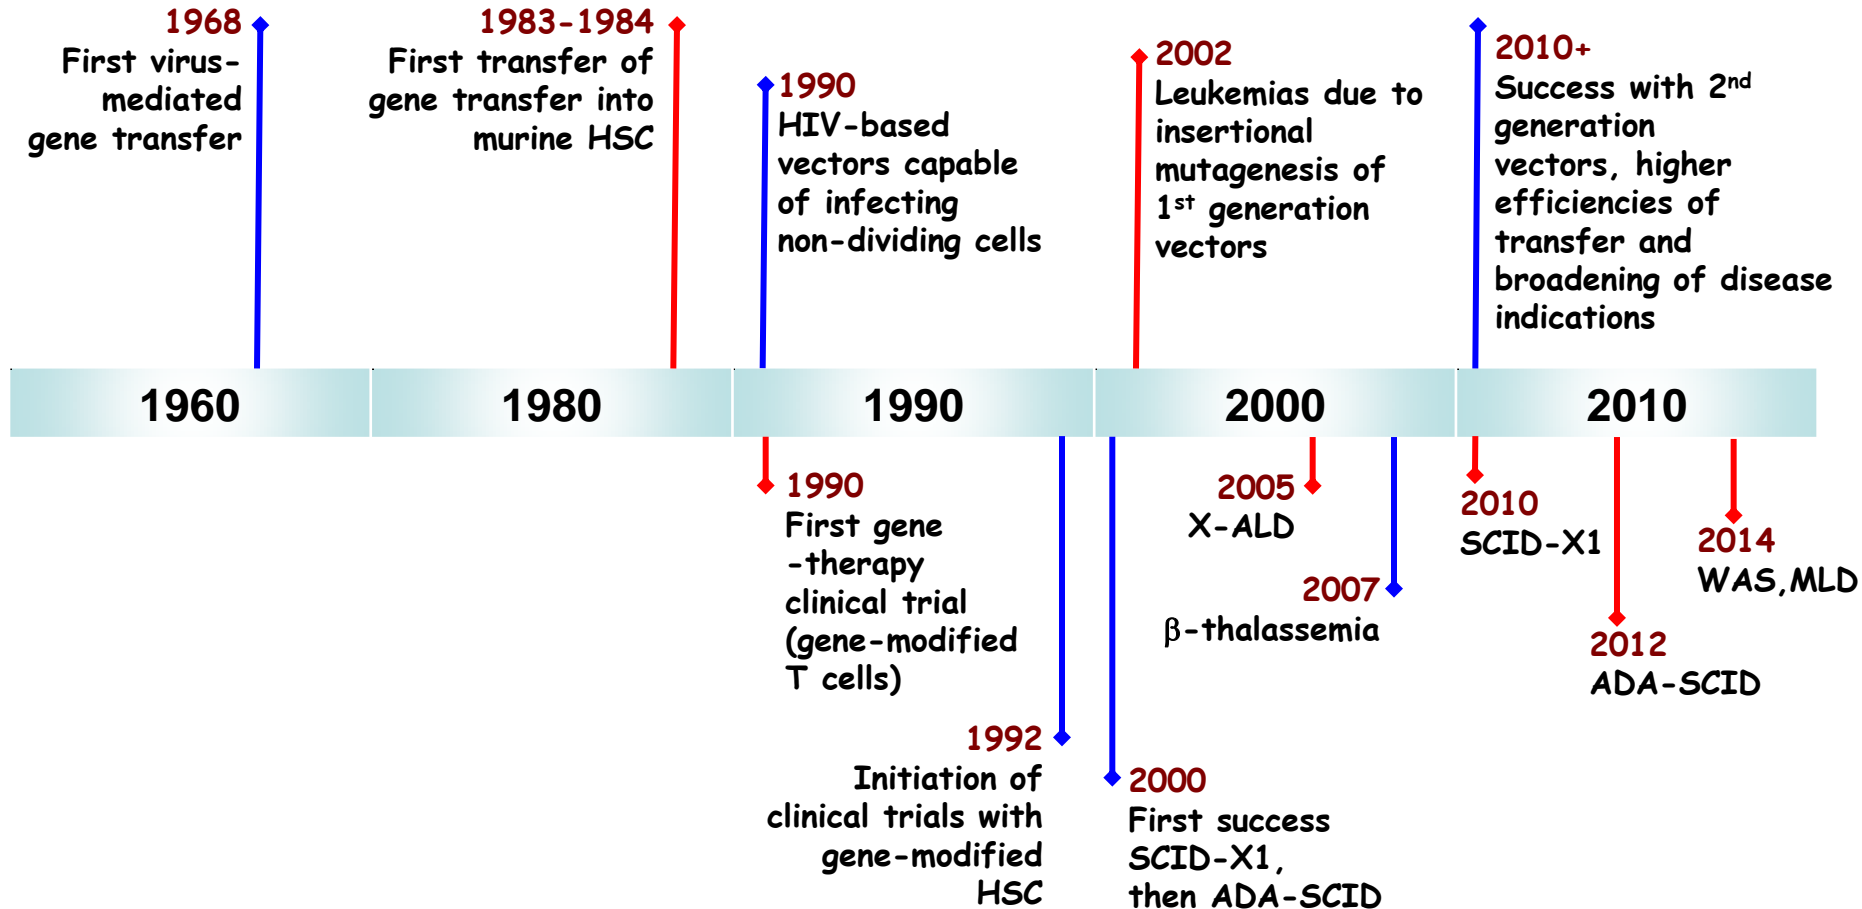 1968
First virus-
mediated
gene transfer
1983-1984
First transfer of
gene transfer into
murine HSC
1990
HIV-based
vectors capable
of infecting
non-dividing cells
2002
Leukemias due to
insertional
mutagenesis of
1st generation
vectors
2010+
Success with 2nd
generation
vectors, higher
efficiencies of
transfer and
broadening of disease
indications
1960
1980
1990
2000
2010
1990
First gene
-therapy
clinical trial
(gene-modified
T cells)
1992
Initiation of
clinical trials with
gene-modified
HSC
2000
First success
SCID-X1,
then ADA-SCID
2005
X-ALD
2007
β-thalassemia
2010
SCID-X1
2012
ADA-SCID
2014
WAS,MLD